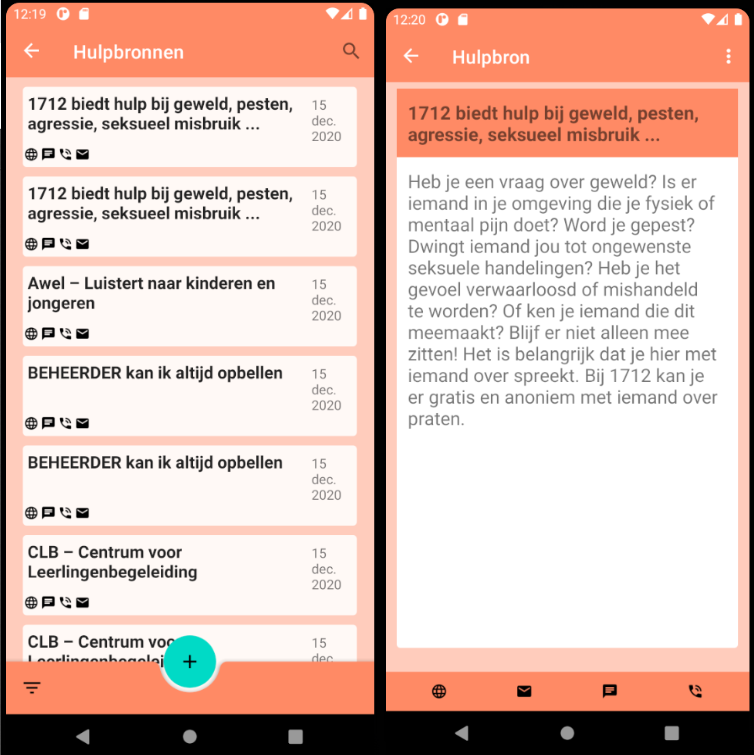 12:19
Hulpbronnen
1712 biedt hulp bij geweld, pesten,
agressie, seksueel misbruik ...
15
dec.
2020
1712 biedt hulp bij geweld, pesten,
agressie, seksueel misbruik ...
15
dec.
2020
Awel – Luistert naar kinderen en
jongeren
15
dec.
2020
BEHEERDER kan ik altijd opbellen
15
dec.
2020
BEHEERDER kan ik altijd opbellen
15
dec.
2020
CLB – Centrum voor
Leerlingenbegeleiding
15
dec.
2020
CLB – Centrum voo
15
dec.
+
12:20
Hulpbron
1712 biedt hulp bij geweld, pesten,
agressie, seksueel misbruik ...
Heb je een vraag over geweld? Is er
iemand in je omgeving die je fysiek of
mentaal pijn doet? Word je gepest?
Dwingt iemand jou tot ongewenste
seksuele handelingen? Heb je het
gevoel verwaarloosd of mishandeld
te worden? Of ken je iemand die dit
meemaakt? Blijf er niet alleen mee
zitten! Het is belangrijk dat je hier met
iemand over spreekt. Bij 1712 kan je
er gratis en anoniem met iemand over
praten.